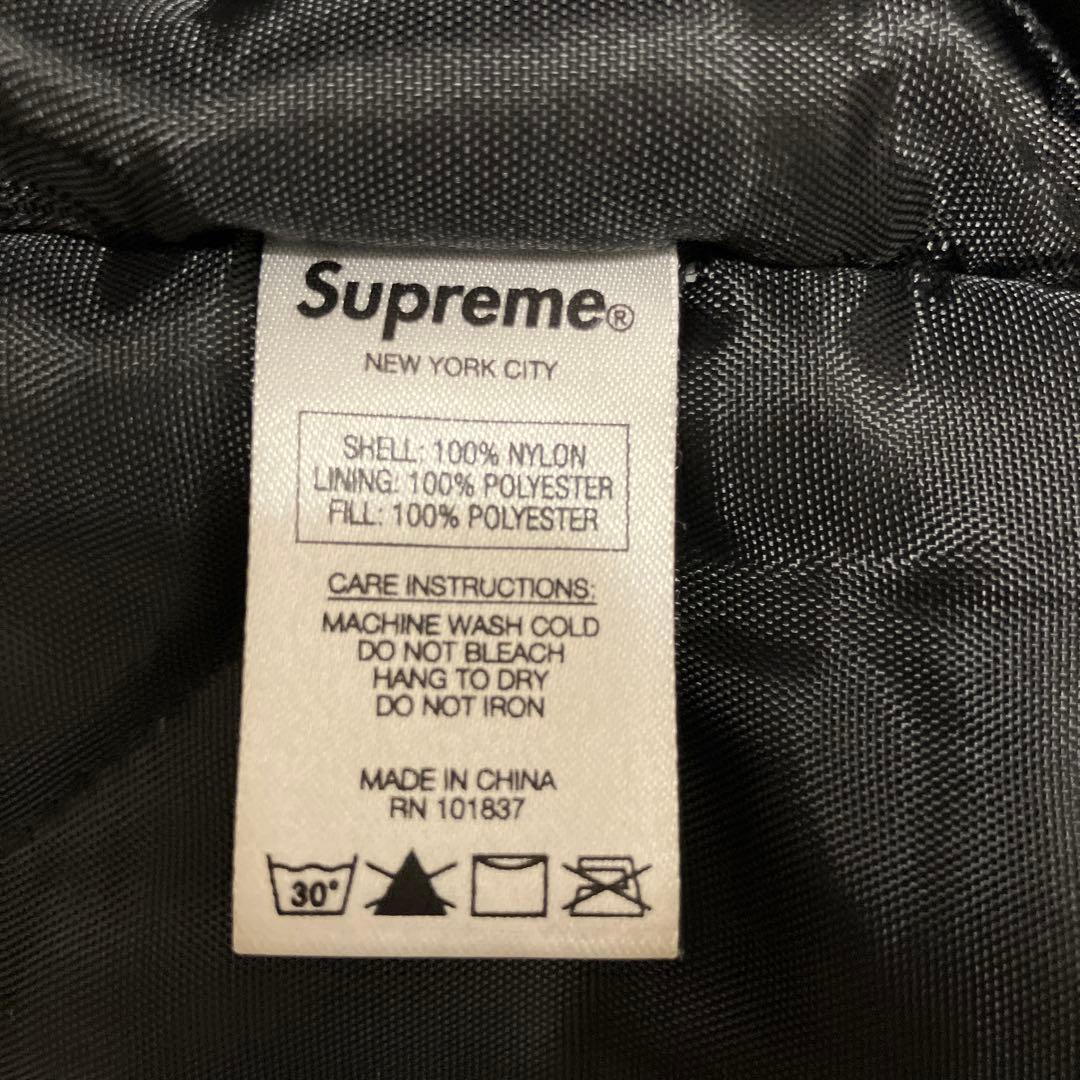 Supreme®
NEW YORK CITY
SHELL: 100% NYLON
LINING: 100% POLYESTER
FILL: 100% POLYESTER
CARE INSTRUCTIONS:
MACHINE WASH COLD
DO NOT BLEACH
HANG TO DRY
DO NOT IRON
MADE IN CHINA
RN 101837
30°